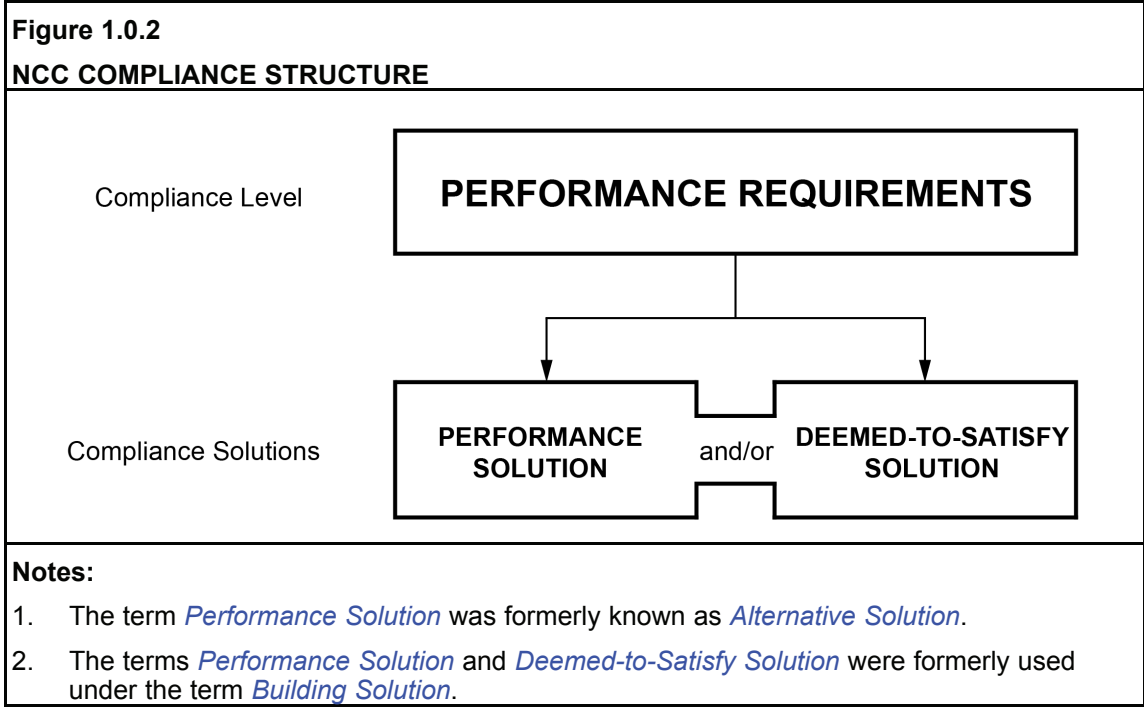 Figure 1.0.2
NCC COMPLIANCE STRUCTURE
Compliance Level
PERFORMANCE REQUIREMENTS
Compliance Solutions
PERFORMANCE
SOLUTION
and/or
DEEMED-TO-SATISFY
SOLUTION
Notes:
1. The term Performance Solution was formerly known as Alternative Solution.
2. The terms Performance Solution and Deemed-to-Satisfy Solution were formerly used
under the term Building Solution.